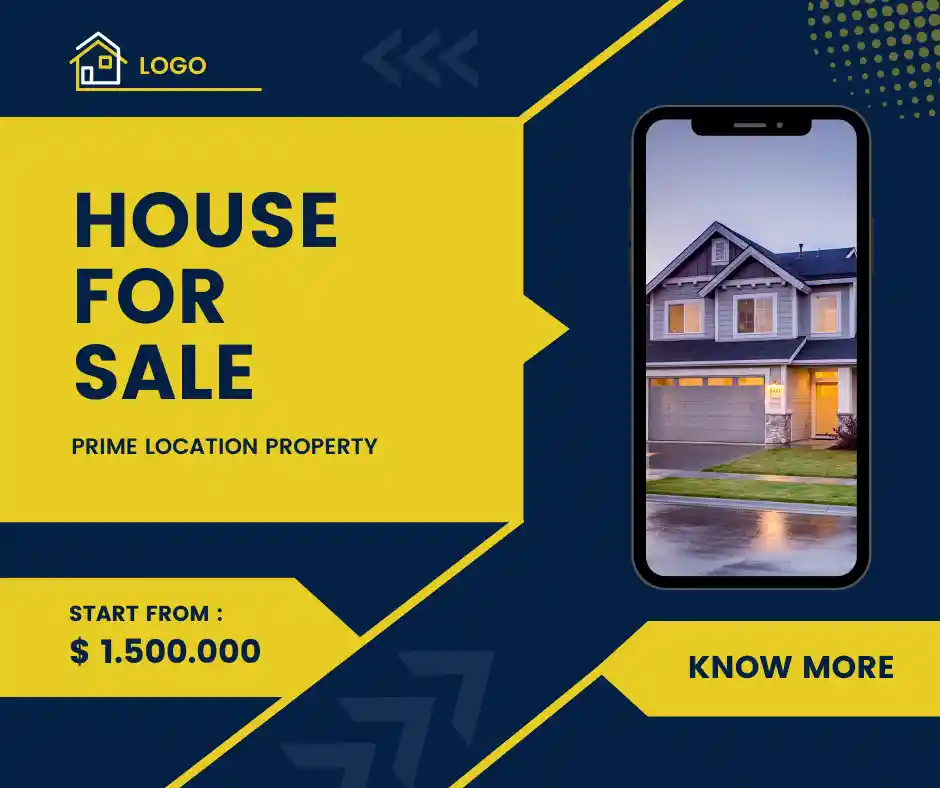 LOGO
HOUSE
FOR
SALE
PRIME LOCATION PROPERTY
START FROM :
$ 1.500.000
KNOW MORE